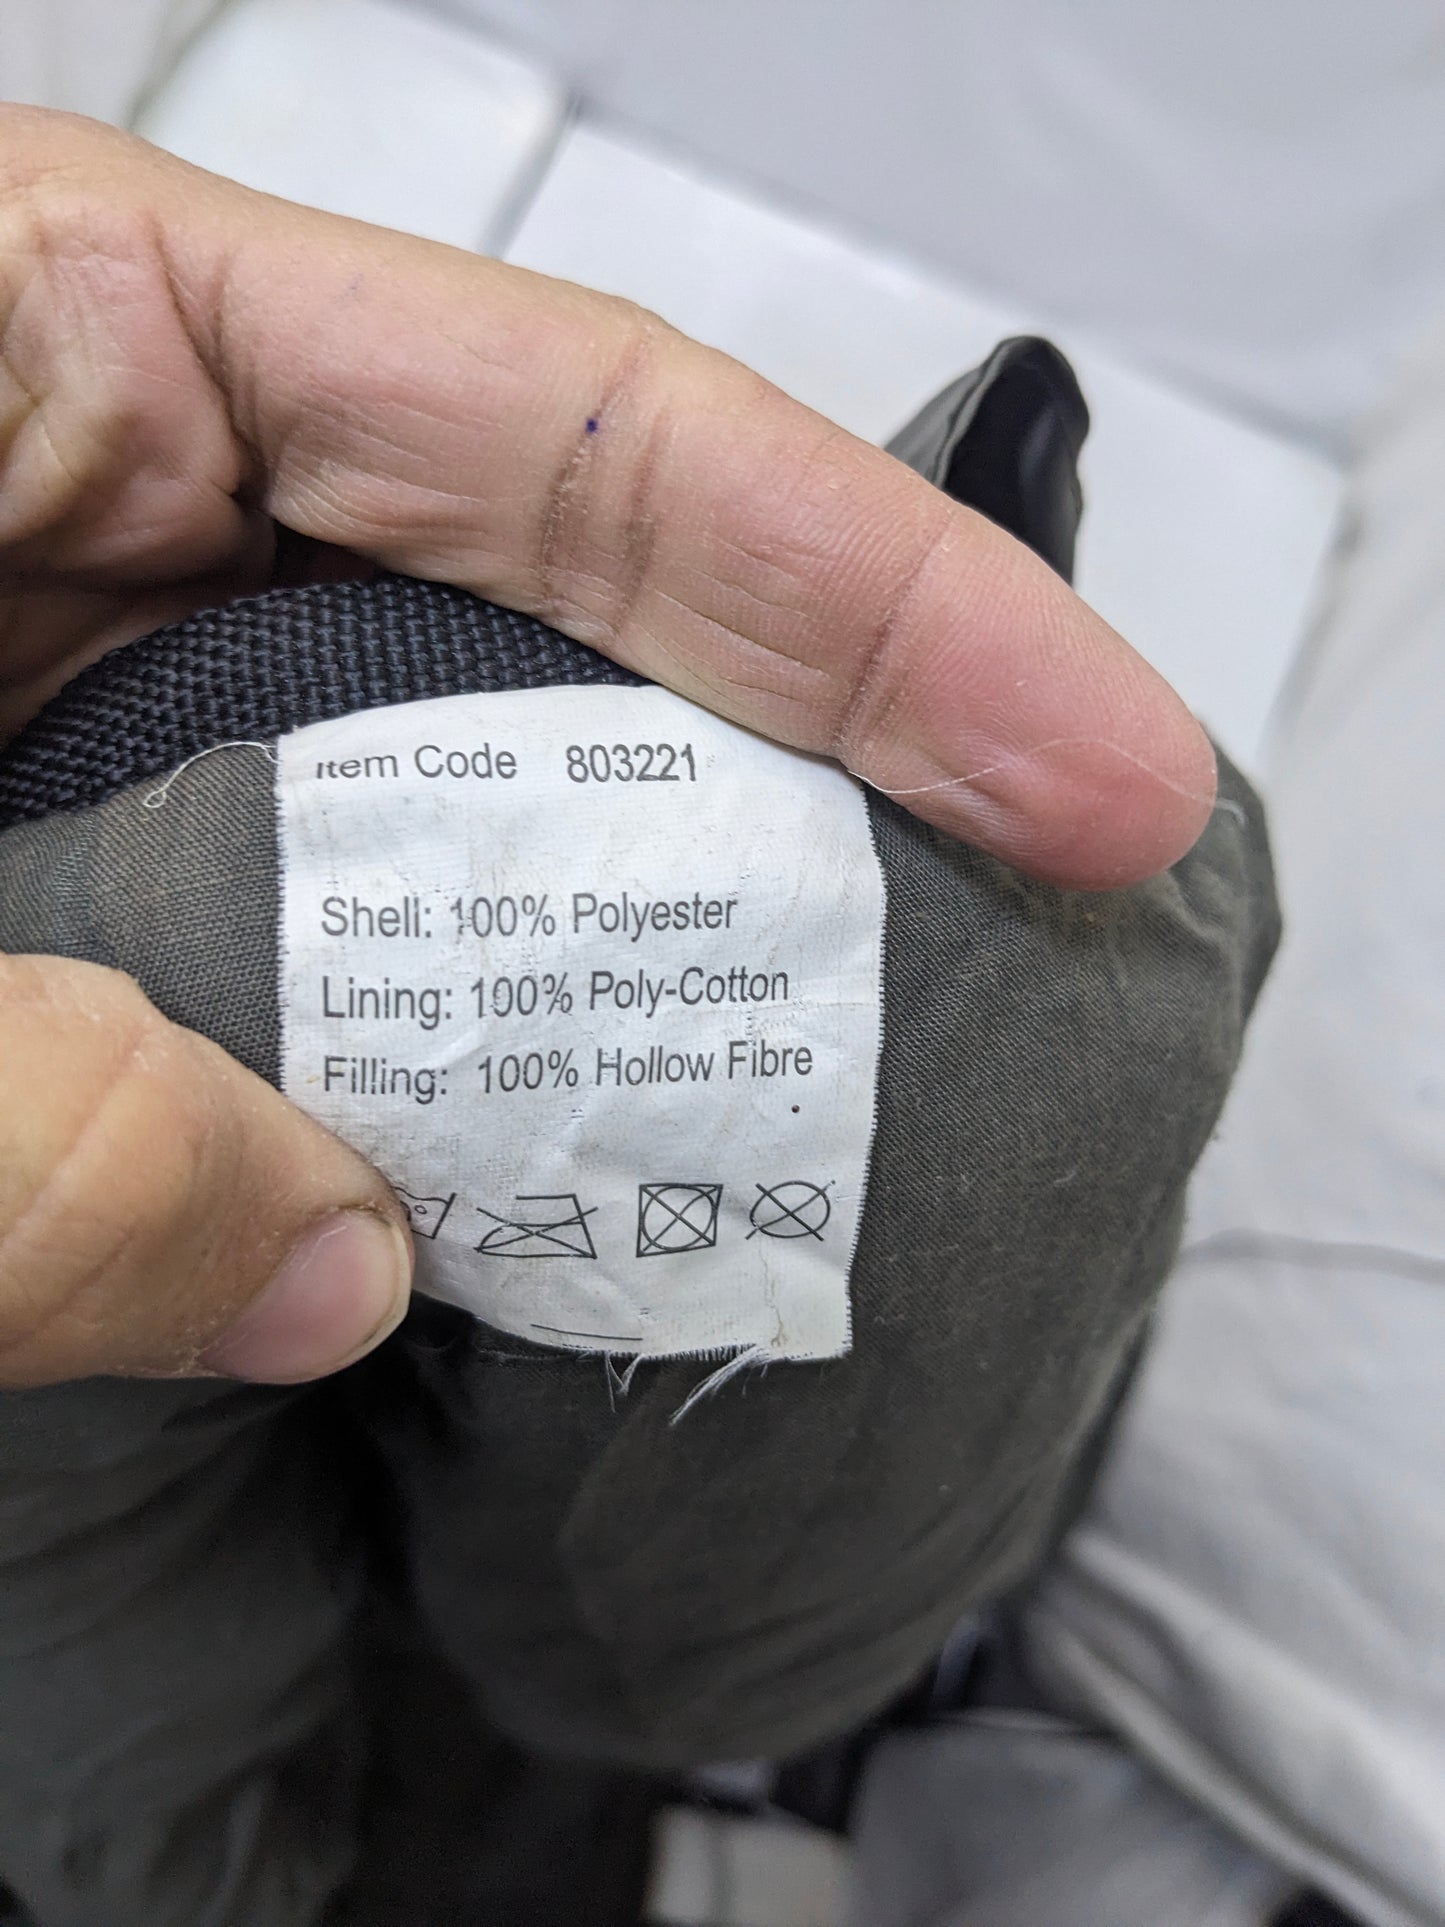 Item Code 803221
Shell: 100% Polyester
Lining: 100% Poly-Cotton
Filling: 100% Hollow Fibre